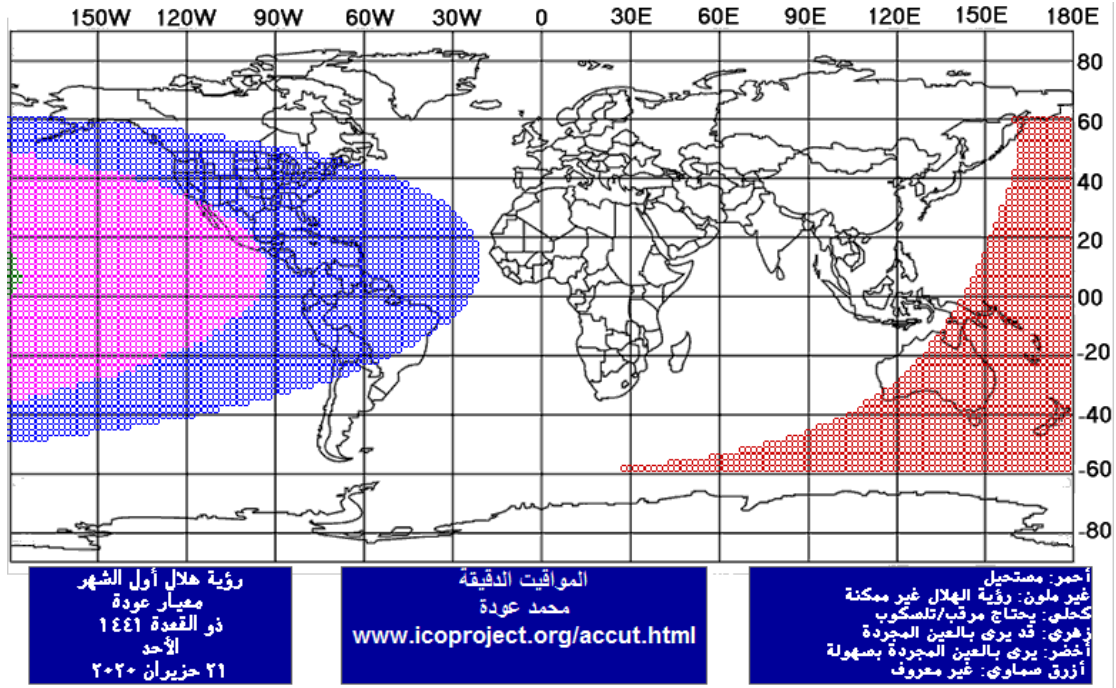 150W 120W 90W 60W 30W 0 30E 60E 90E 120E 150E 180E
80
60
40
20
00
-20
-40
-60
-80
رؤية هلال أول الشهر
معيار عودة
ذو القعدة ١٤٤١
الأحد
٢١ حزيران ٢٠٢٠
المواقيت الدقيقة
محمد عودة
www.icoproject.org/accut.html
أحمر: مستحيل
غير ملون: رؤية الهلال غير ممكنة
كحلي: يحتاج مرقب/تلسكوب
زهري: قد يرى بالعين المجردة
أخضر: يرى بالعين المجردة بسهولة
أزرق سماوي: غير معروف